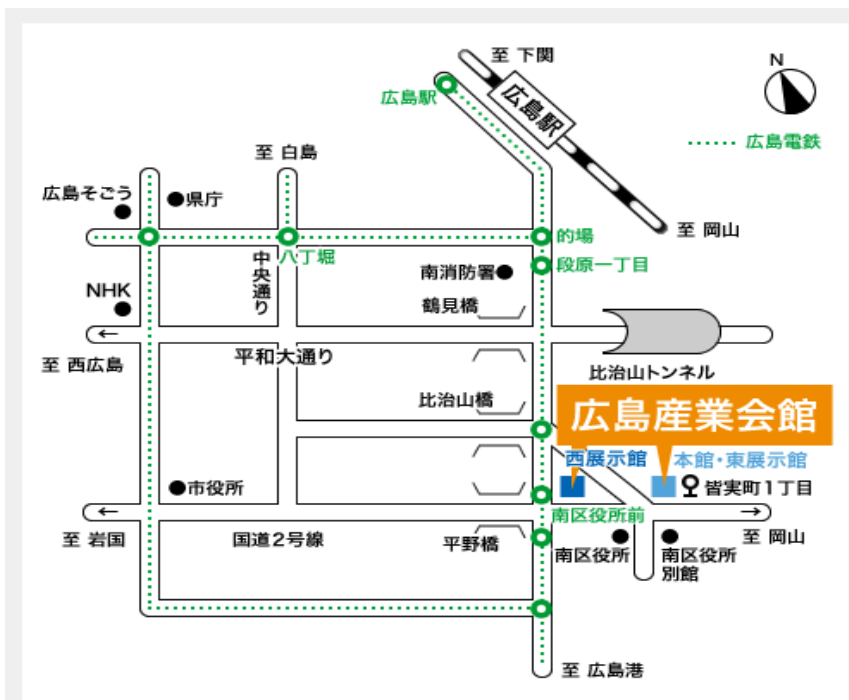 至 下関
N
広島駅
広島駅
広島電鉄
至 白島
広島そごう
県庁
至 岡山
的場
八丁堀
段原一丁目
中央通り
南消防署
NHK
鶴見橋
←
平和大通り
至 西広島
比治山トンネル
比治山橋
広島産業会館
西展示館
本館・東展示館
市役所
皆実町1丁目
南区役所前
←
→
至 岩国
国道2号線
平野橋
至 岡山
南区役所
南区役所
別館
至 広島港